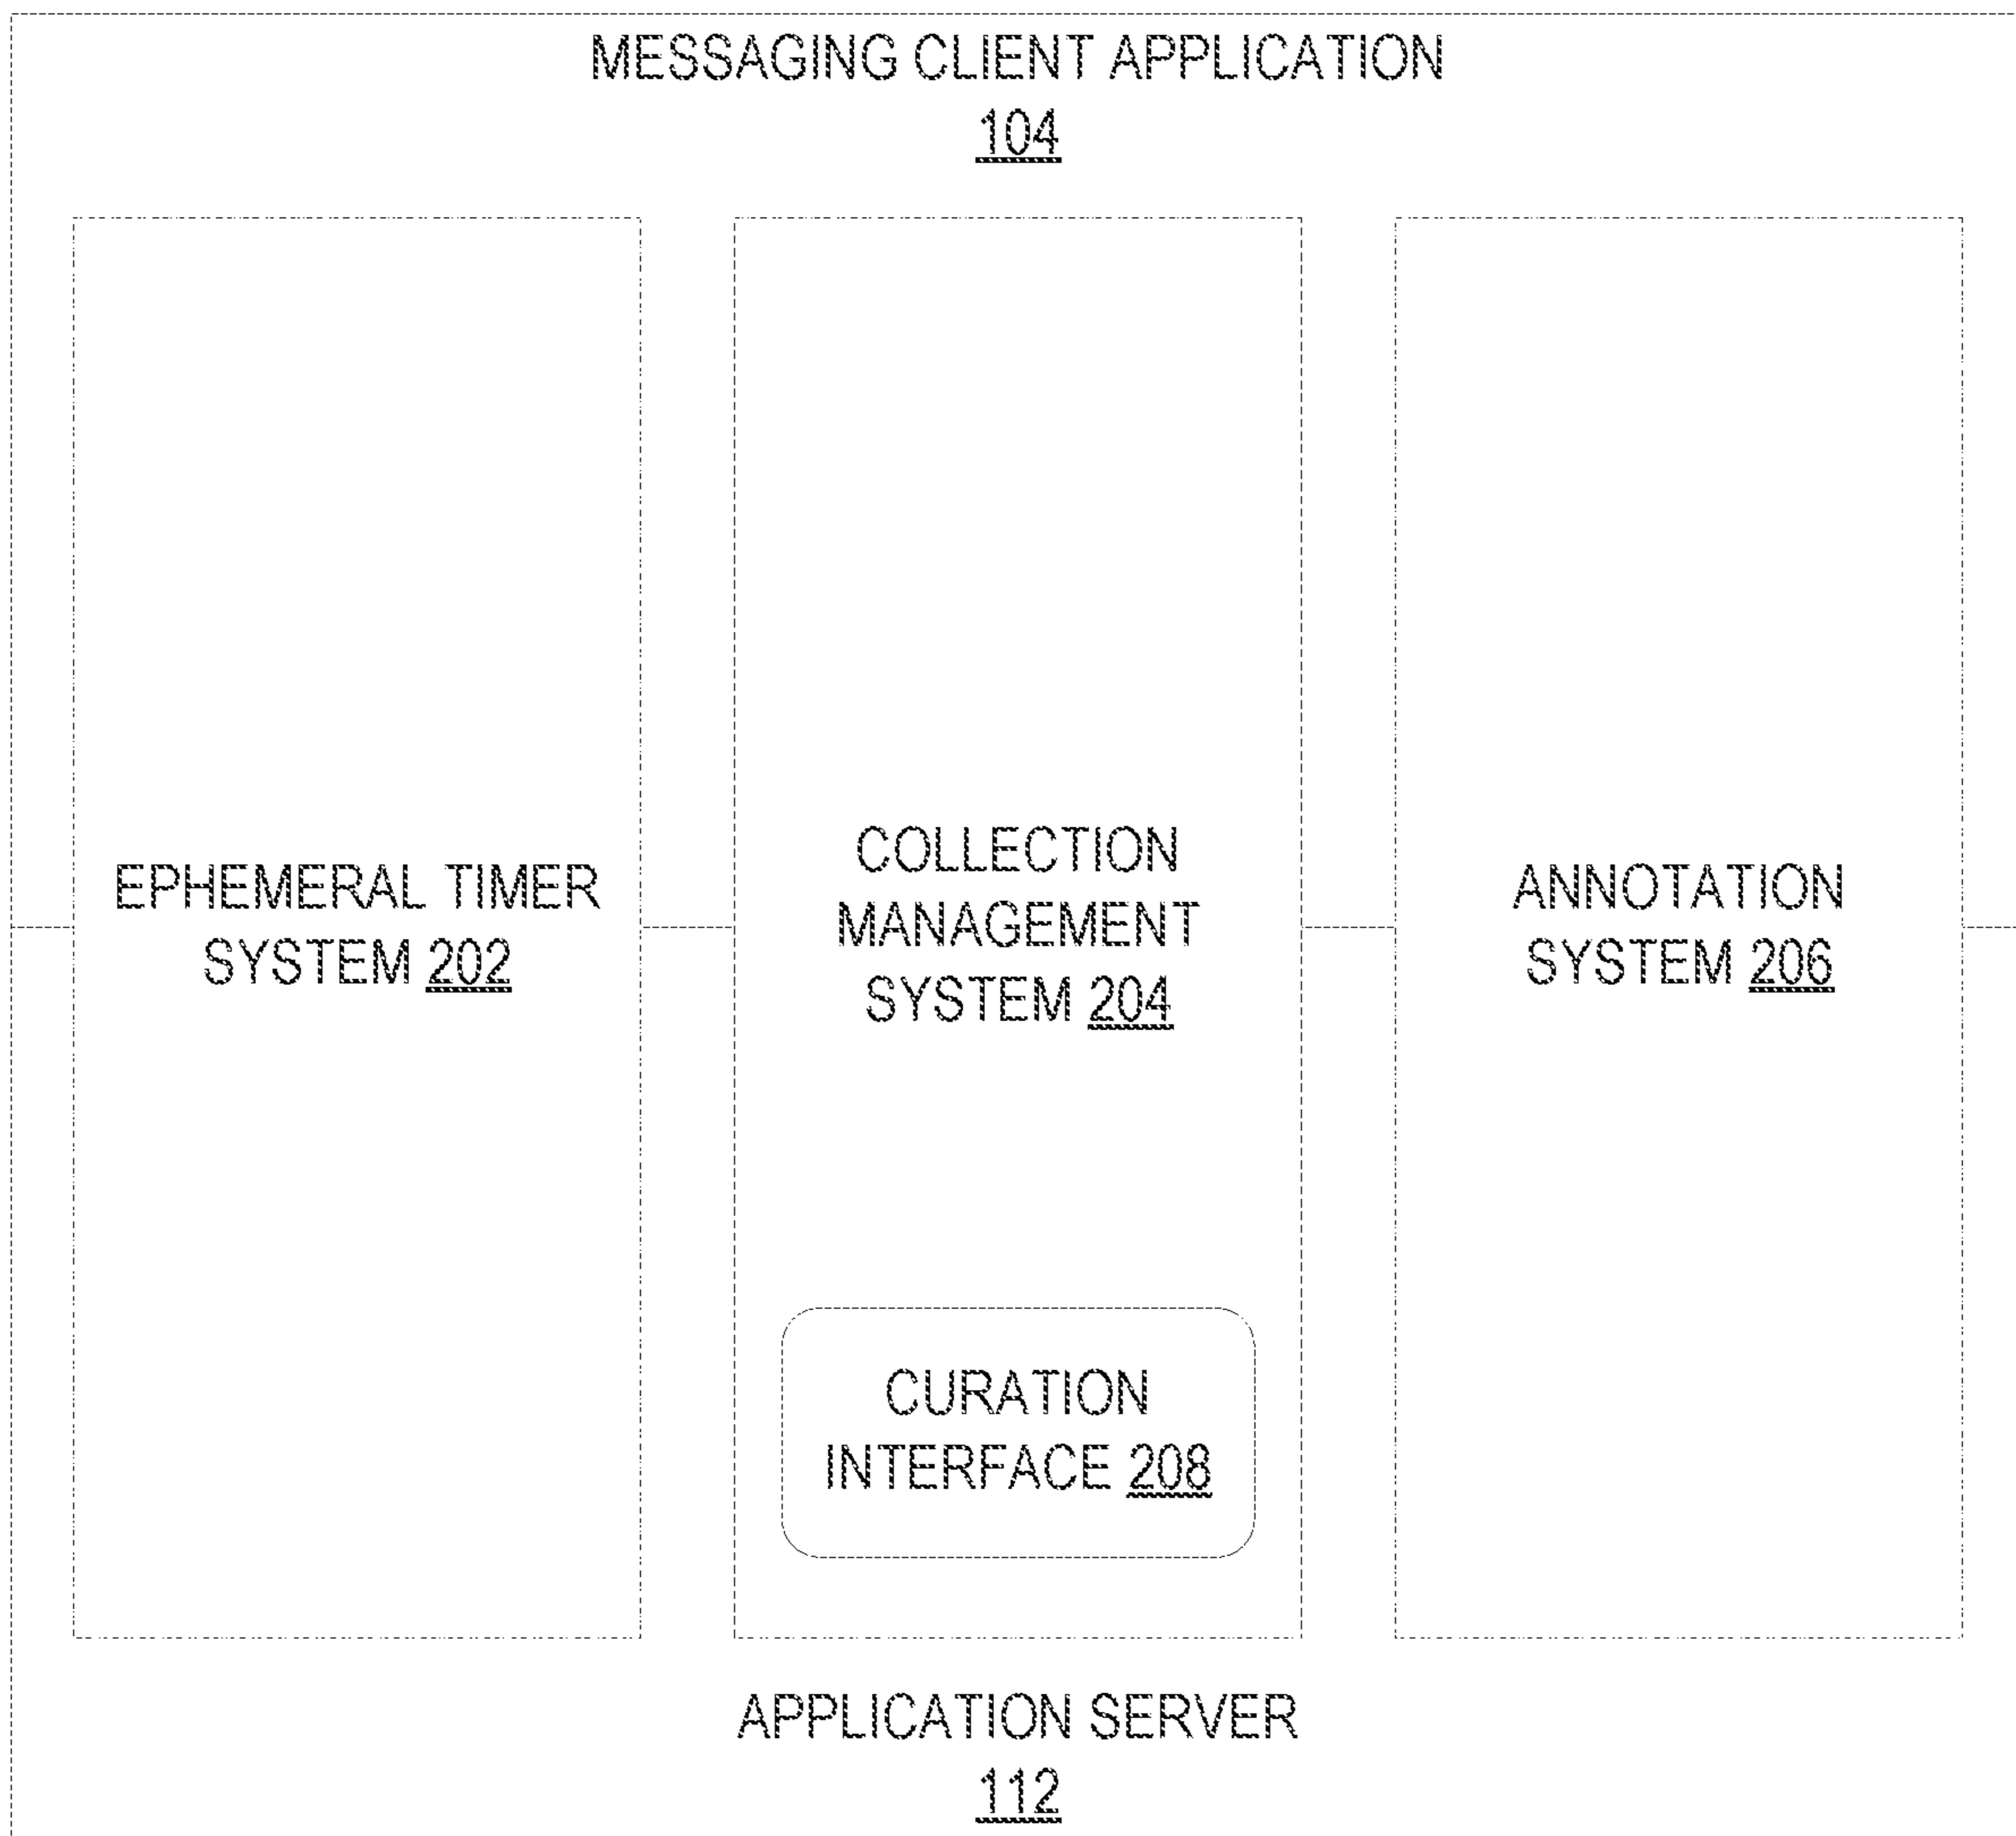 MESSAGING CLIENT APPLICATION
104
EPHEMERAL TIMER
SYSTEM 202
COLLECTION
MANAGEMENT
SYSTEM 204
ANNOTATION
SYSTEM 206
CURATION
INTERFACE 208
APPLICATION SERVER
112